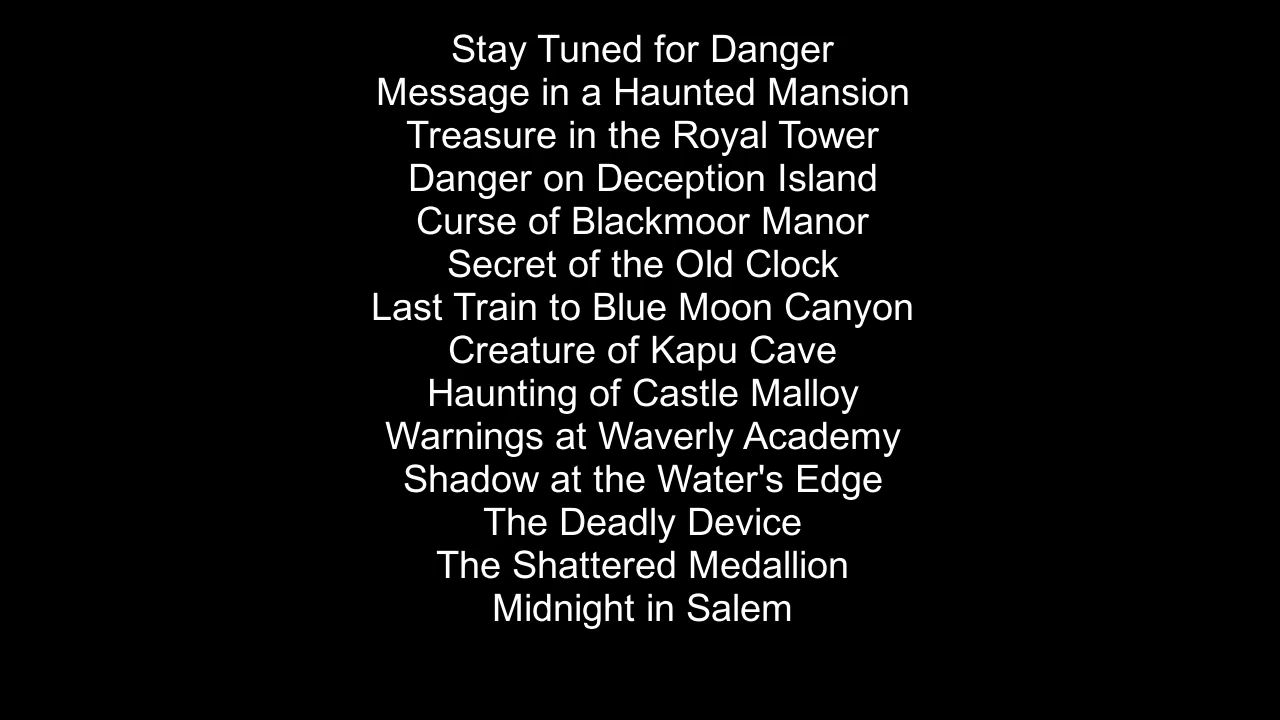 Stay Tuned for Danger
Message in a Haunted Mansion
Treasure in the Royal Tower
Danger on Deception Island
Curse of Blackmoor Manor
Secret of the Old Clock
Last Train to Blue Moon Canyon
Creature of Kapu Cave
Haunting of Castle Malloy
Warnings at Waverly Academy
Shadow at the Water's Edge
The Deadly Device
The Shattered Medallion
Midnight in Salem